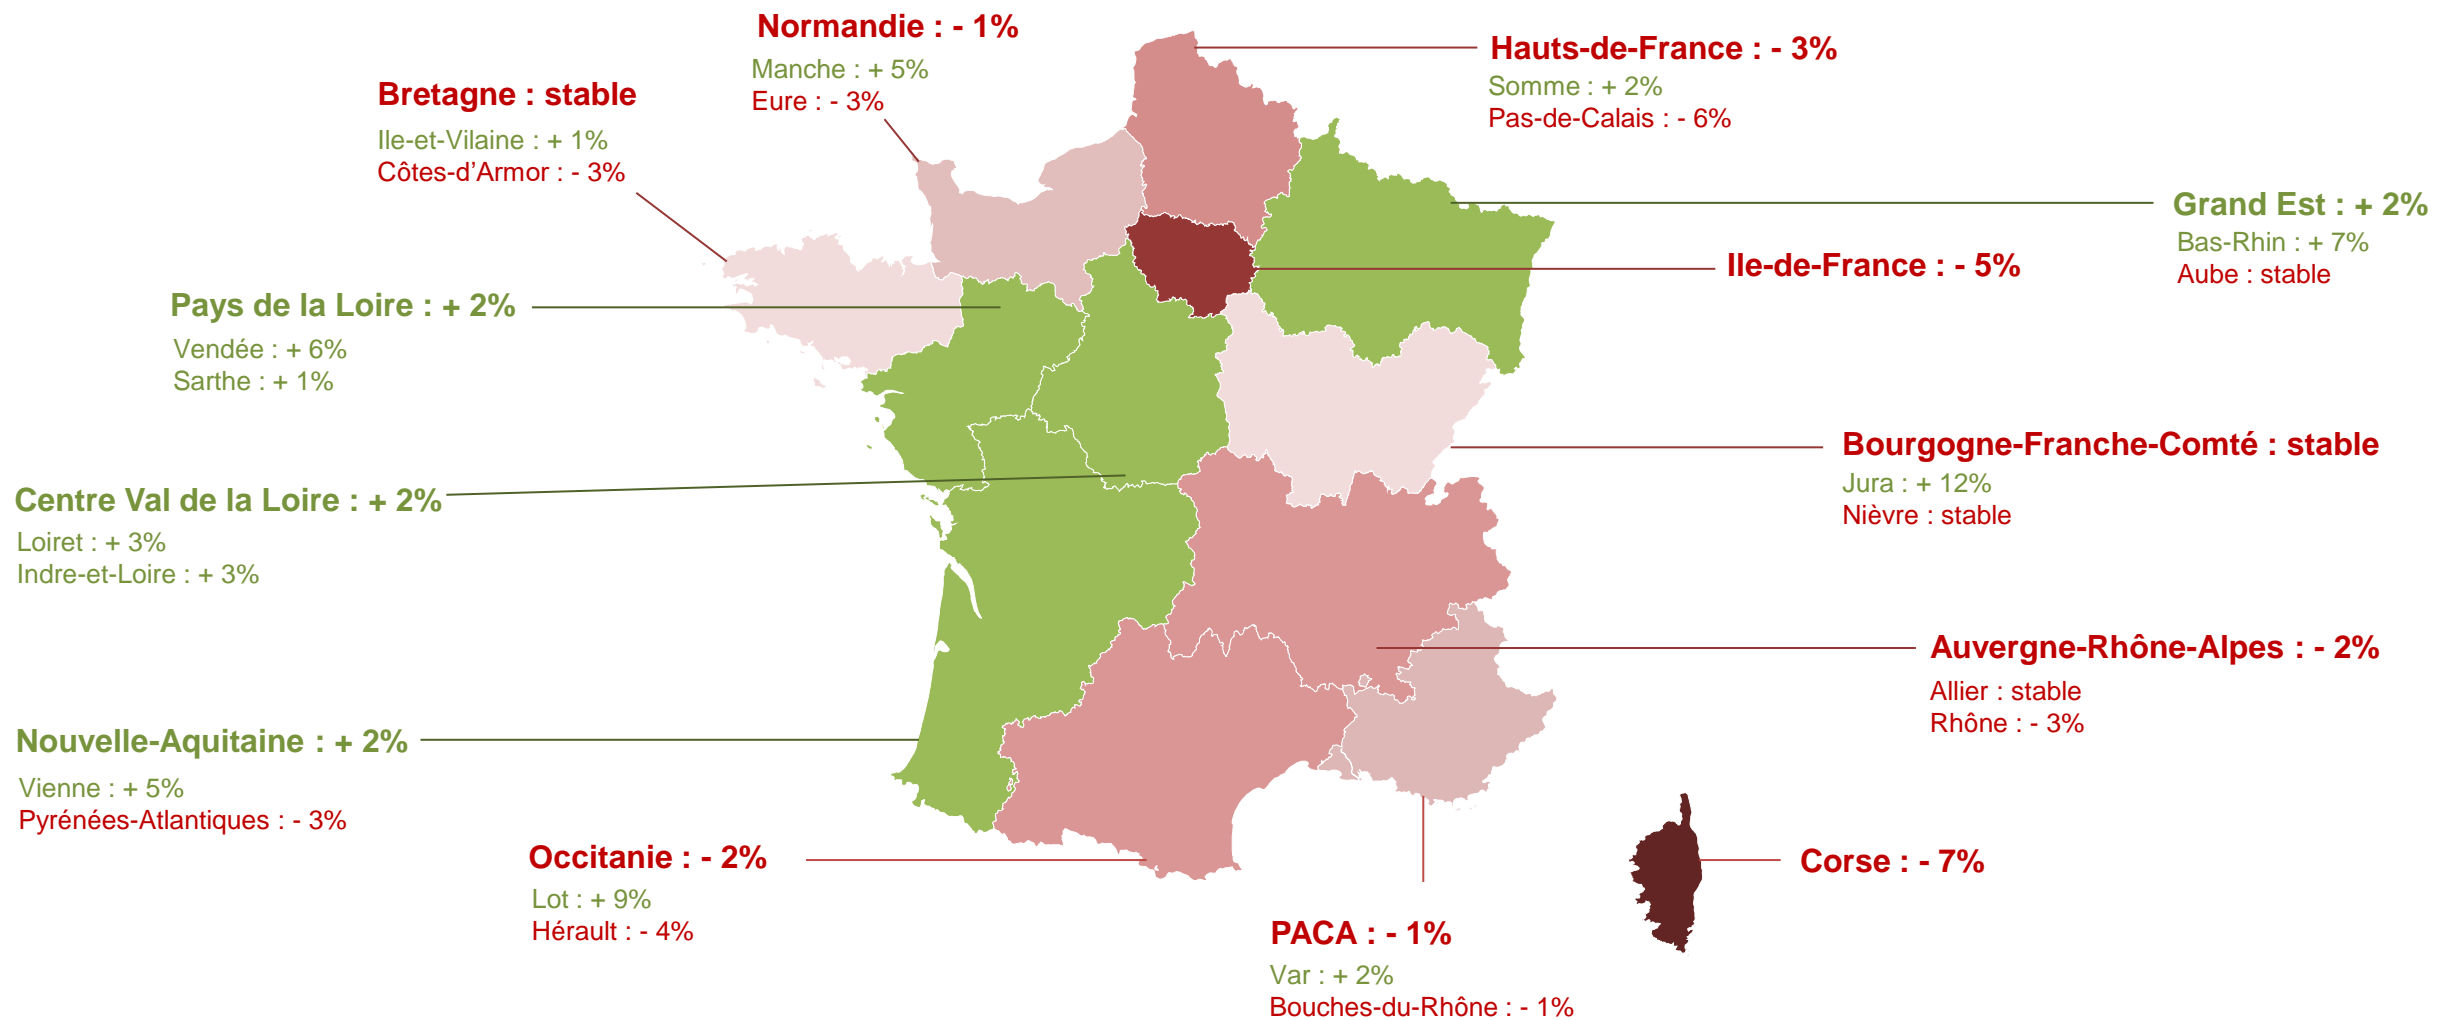 Normandie : - 1%
Manche : + 5%
Eure : - 3%
Hauts-de-France : - 3%
Somme : + 2%
Pas-de-Calais : - 6%
Bretagne : stable
Ile-et-Vilaine : + 1%
Côtes-d’Armor : - 3%
Grand Est : + 2%
Bas-Rhin : + 7%
Aube : stable
Ile-de-France : - 5%
Pays de la Loire : + 2%
Vendée : + 6%
Sarthe : + 1%
Bourgogne-Franche-Comté : stable
Jura : + 12%
Nièvre : stable
Centre Val de la Loire : + 2%
Loiret : + 3%
Indre-et-Loire : + 3%
Auvergne-Rhône-Alpes : - 2%
Allier : stable
Rhône : - 3%
Nouvelle-Aquitaine : + 2%
Vienne : + 5%
Pyrénées-Atlantiques : - 3%
Occitanie : - 2%
Lot : + 9%
Hérault : - 4%
Corse : - 7%
PACA : - 1%
Var : + 2%
Bouches-du-Rhône : - 1%